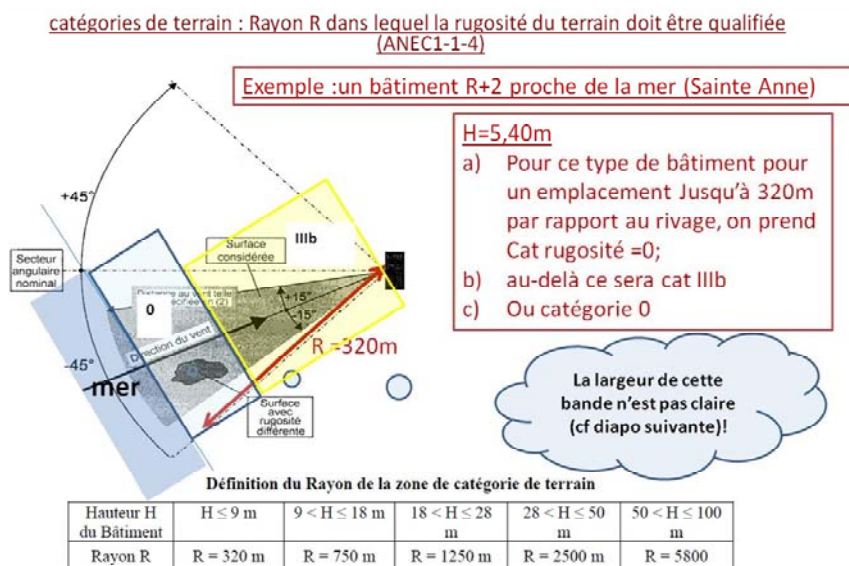 catégories de terrain : Rayon R dans lequel la rugosité du terrain doit être qualifiée
(ANEC1-1-4)
Exemple :un bâtiment R+2 proche de la mer (Sainte Anne)
H=5,40m
a) Pour ce type de bâtiment pour
un emplacement Jusqu'à 320m
par rapport au rivage, on prend
Cat rugosité =0;
b) au-delà ce sera cat IIIb
c) Ou catégorie 0
+45°
IIIb
Surface
considérée
Secteur
angulaire
nominal
0
Distance au vent telle
+15°
-15°
Direction du vent
R =320m
-45°
mer
Surface
avec
rugosité
différente
La largeur de cette
bande n'est pas claire
(cf diapo suivante)!
Définition du Rayon de la zone de catégorie de terrain
Hauteur H
du Bâtiment
H ≤ 9 m
9 < H ≤ 18 m
18 < H ≤ 28
m
28 < H ≤ 50
m
50 < H ≤ 100
m
Rayon R
R = 320 m
R = 750 m
R = 1250 m
R = 2500 m
R = 5800